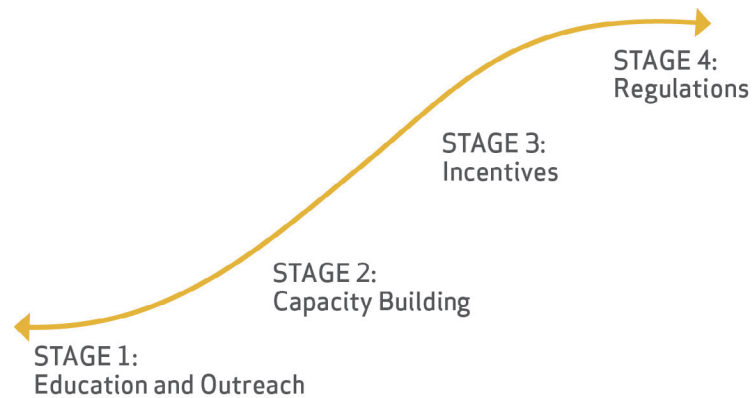 STAGE 4:
Regulations
STAGE 3:
Incentives
STAGE 2:
Capacity Building
STAGE 1:
Education and Outreach